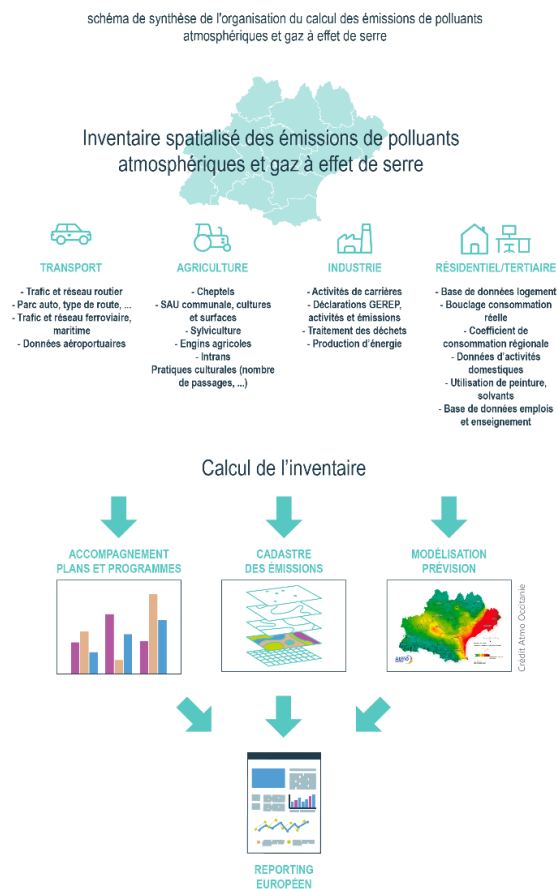 schéma de synthèse de l'organisation du calcul des émissions de polluants
atmosphériques et gaz à effet de serre
Inventaire spatialisé des émissions de polluants
atmosphériques et gaz à effet de serre
TRANSPORT
- Trafic et réseau routier
- Parc auto, type de route, ...
- Trafic et réseau ferroviaire,
maritime
- Données aéroportuaires
AGRICULTURE
- Cheptels
- SAU communale, cultures
et surfaces
- Sylviculture
- Engins agricoles
- Intrans
Pratiques culturales (nombre
de passages, ...)
INDUSTRIE
- Activités de carrières
- Déclarations GEREP,
activités et émissions
- Traitement des déchets
- Production d'énergie
RÉSIDENTIEL/TERTIAIRE
- Base de données logement
- Bouclage consommation
réelle
- Coefficient de
consommation régionale
- Données d'activités
domestiques
- Utilisation de peinture,
solvants
- Base de données emplois
et enseignement
Calcul de l'inventaire
ACCOMPAGNEMENT
PLANS ET PROGRAMMES
CADASTRE
DES ÉMISSIONS
MODÉLISATION
PRÉVISION
Crédit Atmo Occitanie
REPORTING
EUROPÉEN